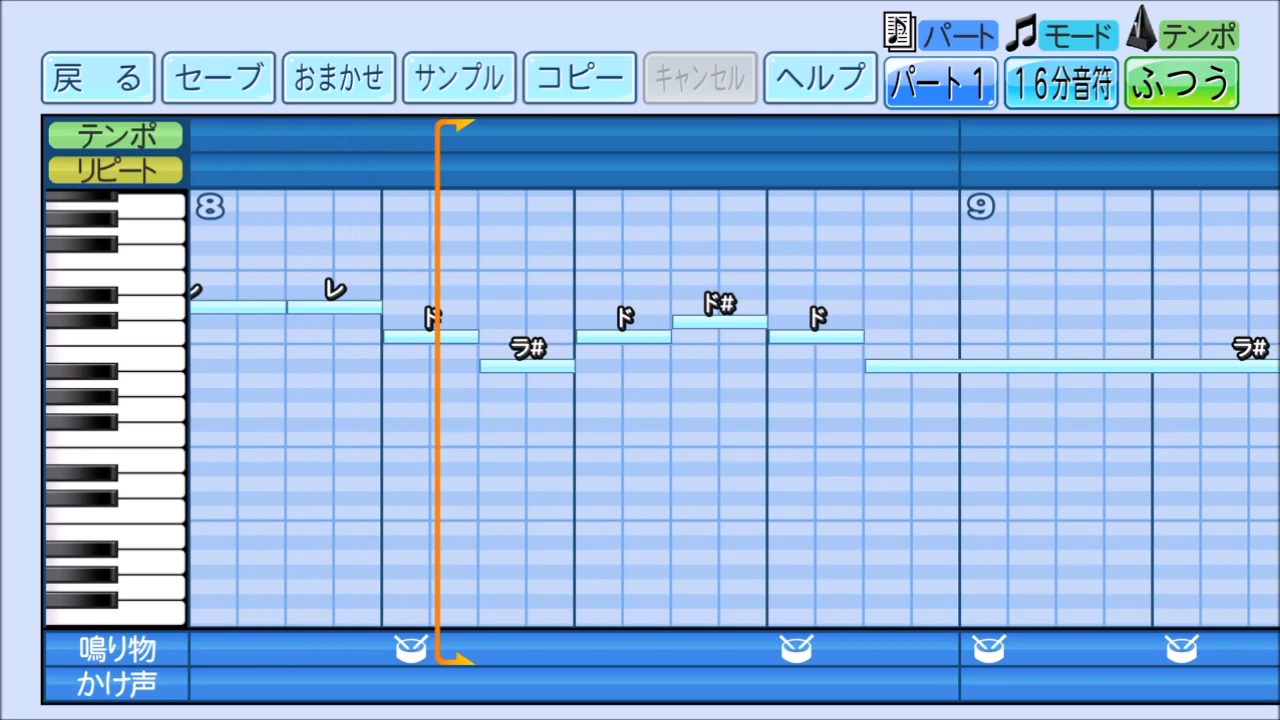 パート モード テンポ
戻る セーブ おまかせ サンプル コピー キャンセル ヘルプ パート1 16分音符 ふつう
テンポ
リピート
8 9
レ レ
ド# 
ド ド ド
ラ# ラ#
鳴り物
かけ声